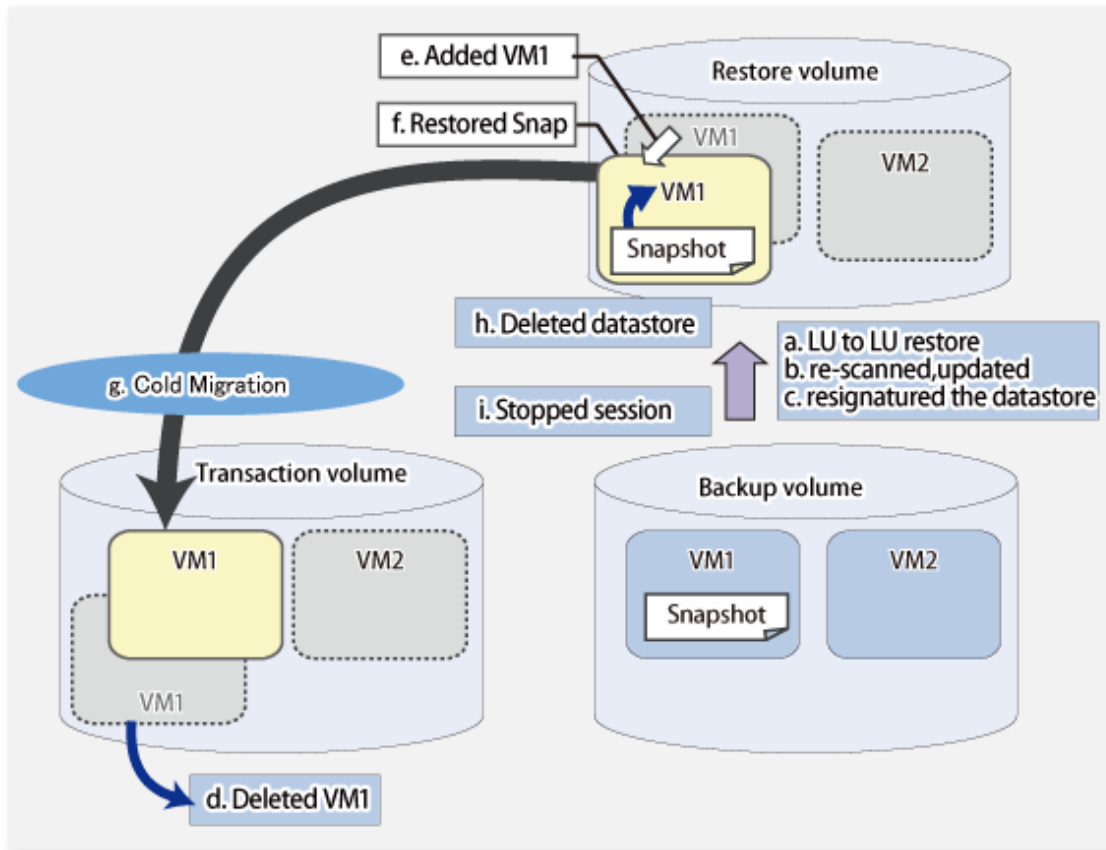 e. Added VM1
Restore volume
f. Restored Snap
VM1
VM2
VM1
Snapshot
h. Deleted datastore
a. LU to LU restore
b. re-scanned,updated
c. resignatured the datastore
g. Cold Migration
i. Stopped session
Transaction volume
Backup volume
VM1
VM2
VM1
VM2
Snapshot
VM1
d. Deleted VM1